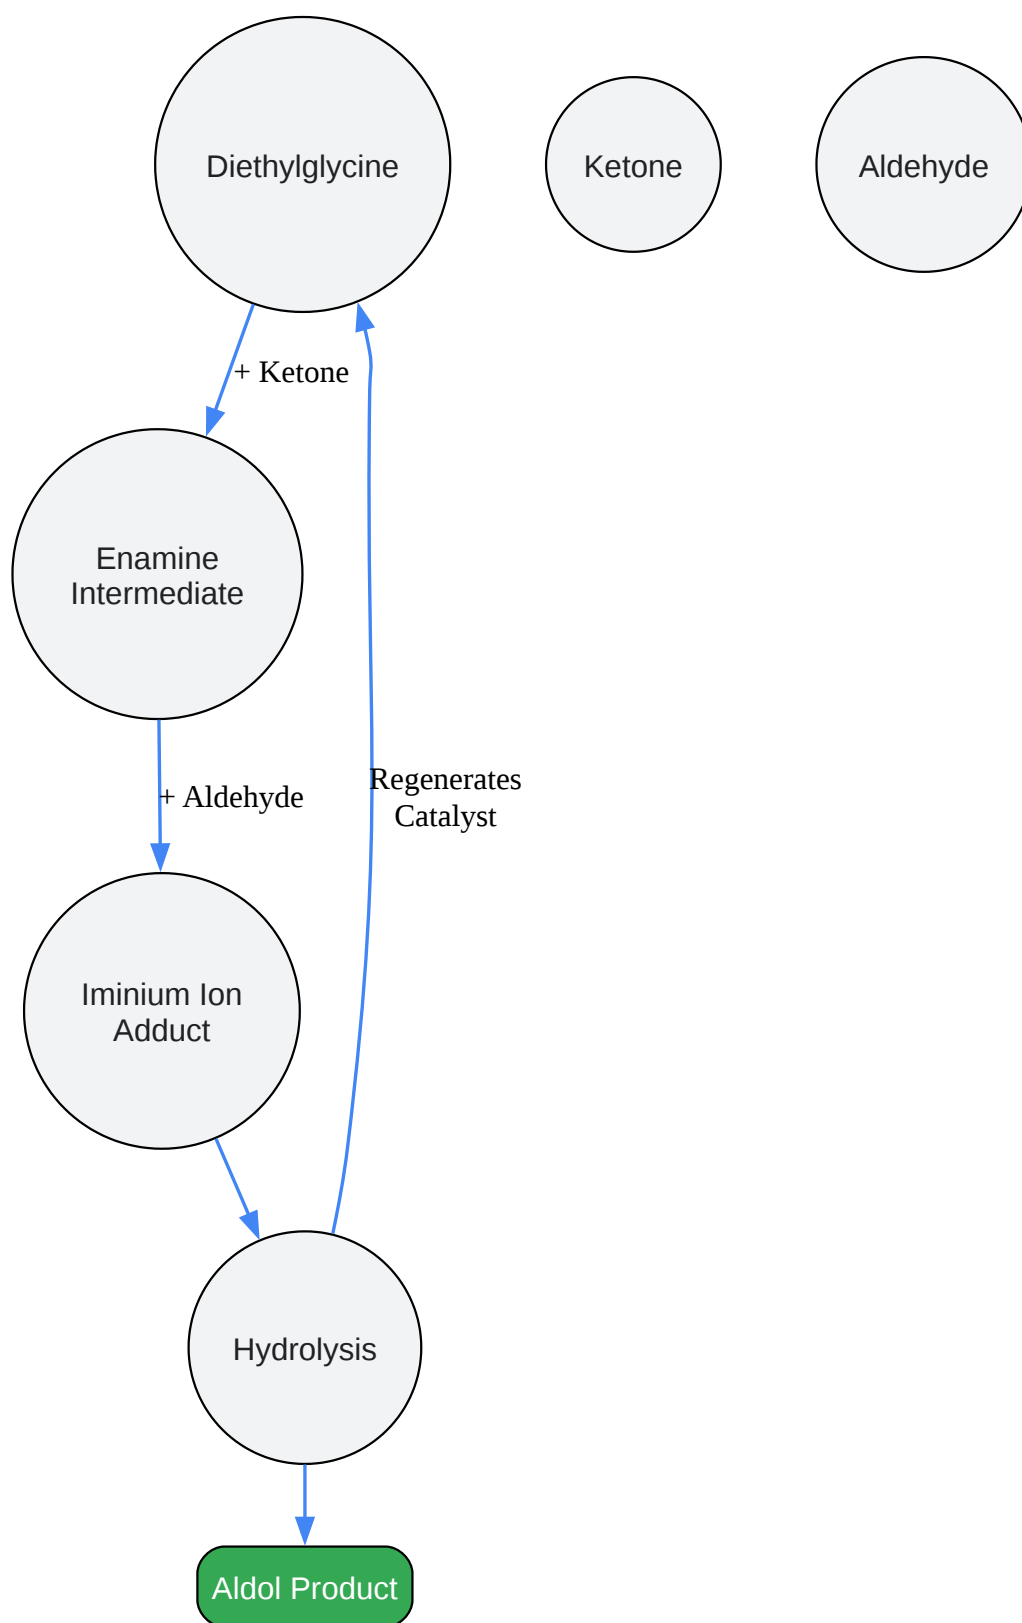 Diethylglycine
Ketone
Aldehyde
+ Ketone
Enamine
Intermediate
+ Aldehyde
Regenerates
Catalyst
Iminium Ion
Adduct
Hydrolysis
Aldol Product